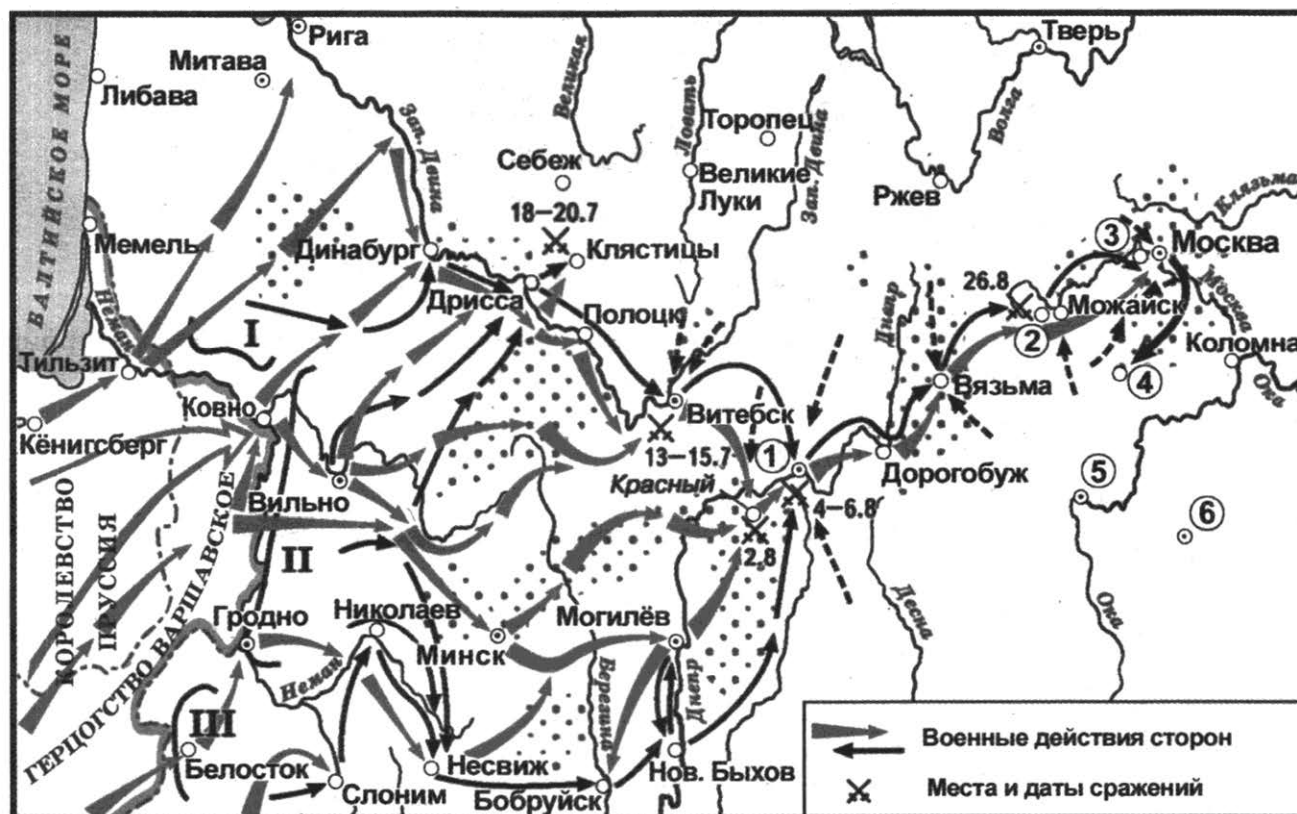 Рига
Тверь
Митава
Либава
БАЛТИЙСКОЕ МОРЕ
Зап. Двина
Великая
Ловать
Торопец
Зап. Двина
Волга
Себеж
Великие
Луки
Ржев
Клязьма
18–20.7
Мемель
Динабург
Клястицы
3
Москва
Неман
Дрисса
Днепр
26.8
Можайск
Москва
I
Полоцк
2
Тильзит
4
Коломна
Ока
Ковно
Витебск
Вязьма
Кёнигсберг
13–15.7
1
Дорогобуж
Вильно
Красный
4–6.8
5
6
КОРОЛЕВСТВО
ПРУССИЯ
ГЕРЦОГСТВО ВАРШАВСКОЕ
II
2.8
Гродно
Николаев
Могилёв
Десна
Ока
Неман
Минск
Березина
Днепр
III
Белосток
Слоним
Несвиж
Бобруйск
Нов. Быхов
Военные действия сторон
Места и даты сражений